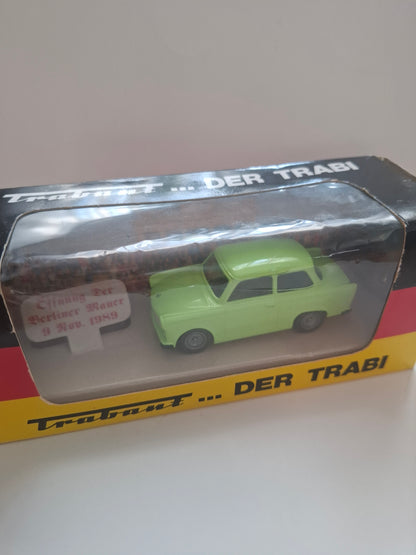 Trabant ... DER TRABI
Öffnung Der
Berliner Mauer
9 Nov. 1989
Trabant ... DER TRABI